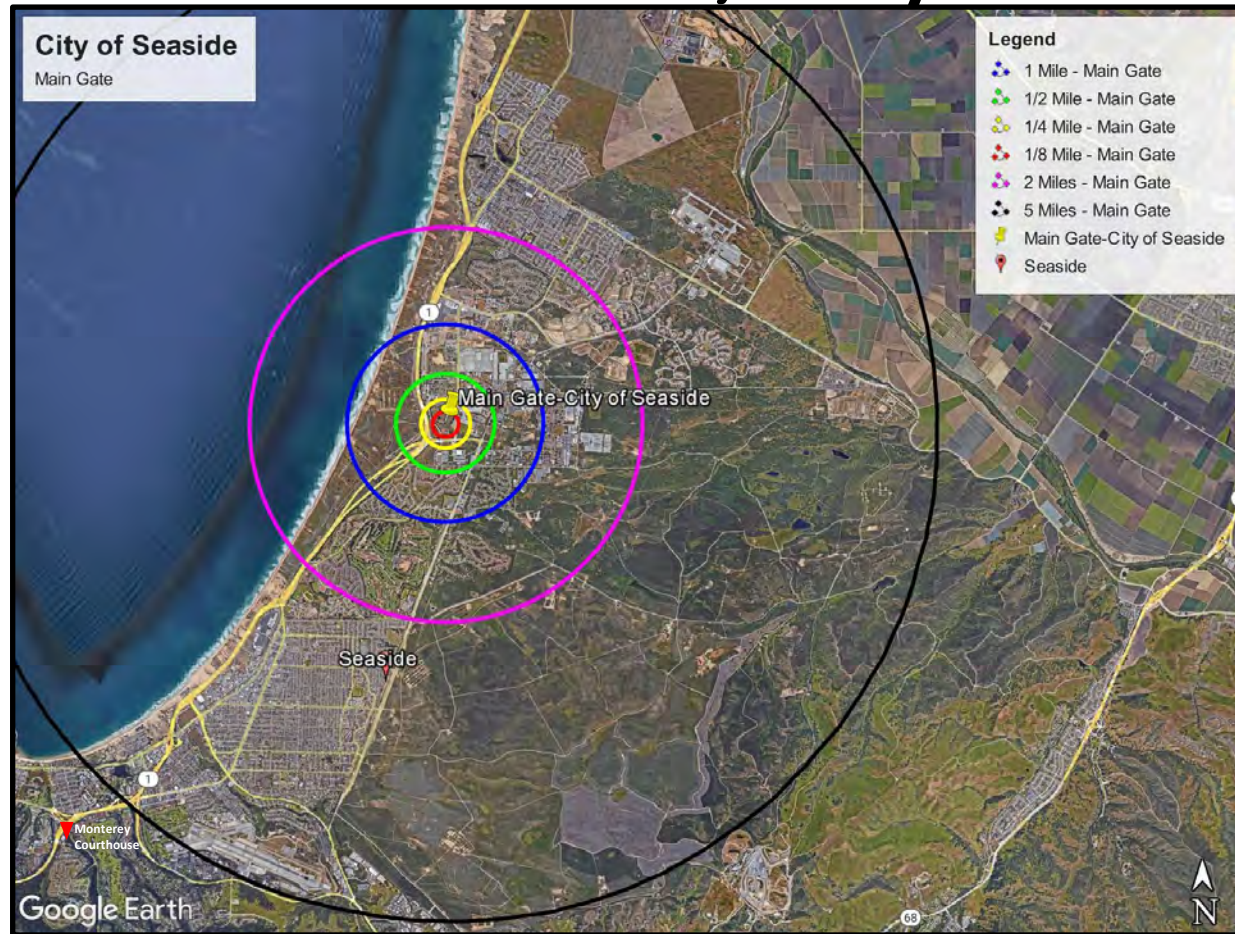 City of Seaside
Main Gate
Legend
1 Mile - Main Gate
1/2 Mile - Main Gate
1/4 Mile - Main Gate
1/8 Mile - Main Gate
2 Miles - Main Gate
5 Miles - Main Gate
Main Gate-City of Seaside
Seaside
1
Main Gate-City of Seaside
Seaside
1
Monterey
Courthouse
Google Earth
68
N